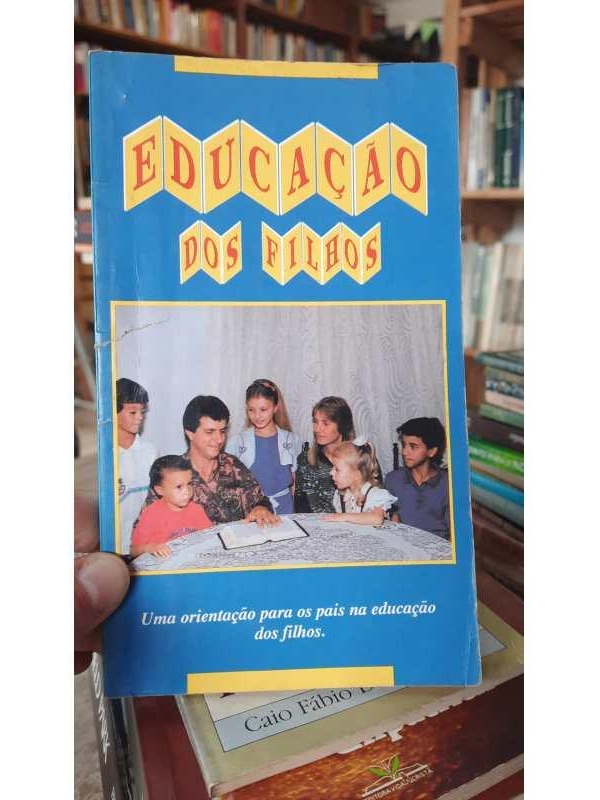 EDUCAÇÃO
DOS FILHOS
Uma orientação para os pais na educação
dos filhos.
Caio Fábio